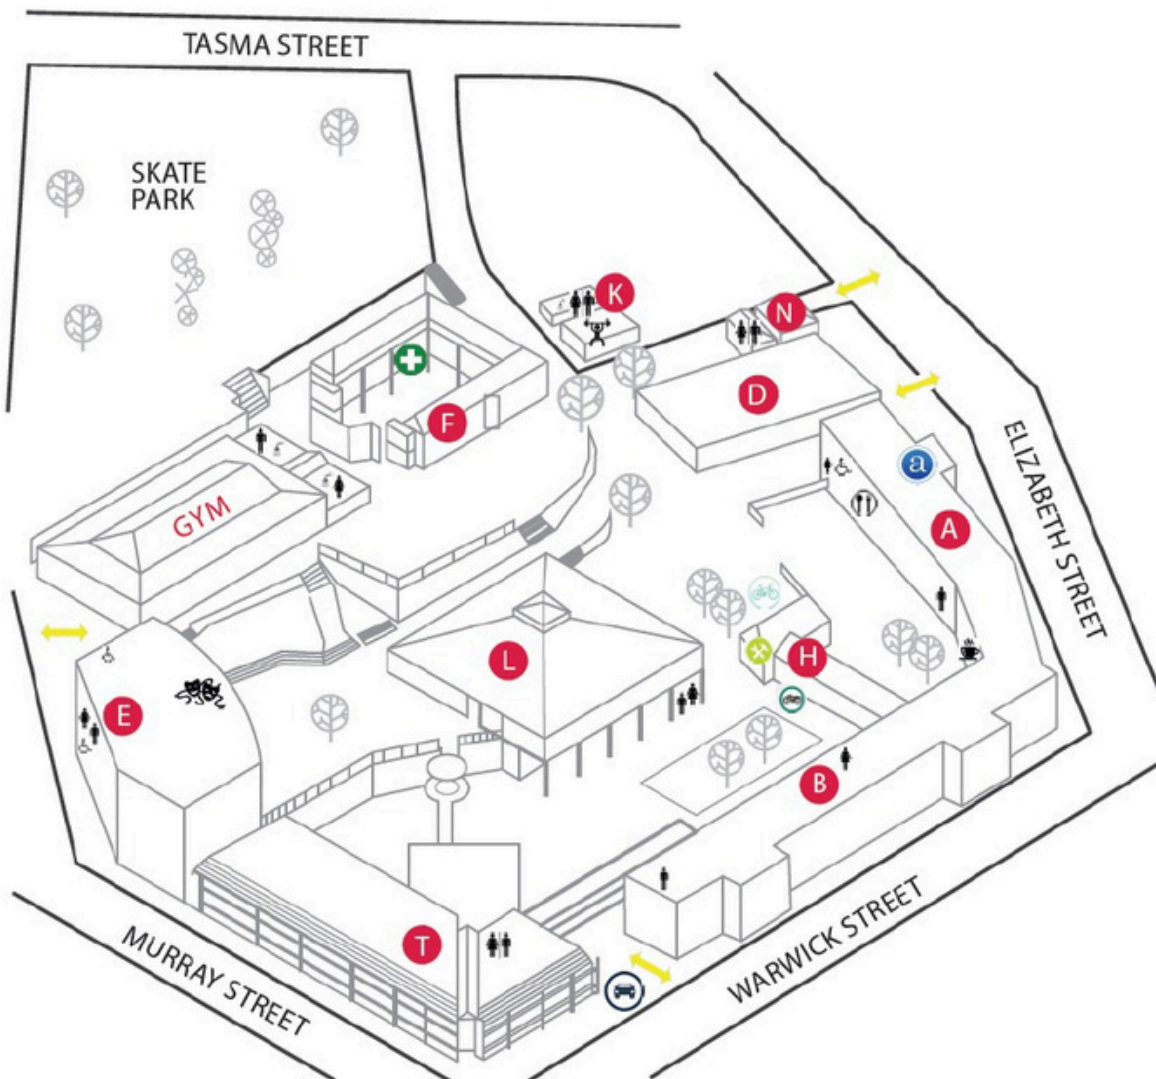 TASMA STREET
SKATE
PARK
K
N
D
F
a
GYM
A
ELIZABETH STREET
L
H
E
B
T
MURRAY STREET
WARWICK STREET